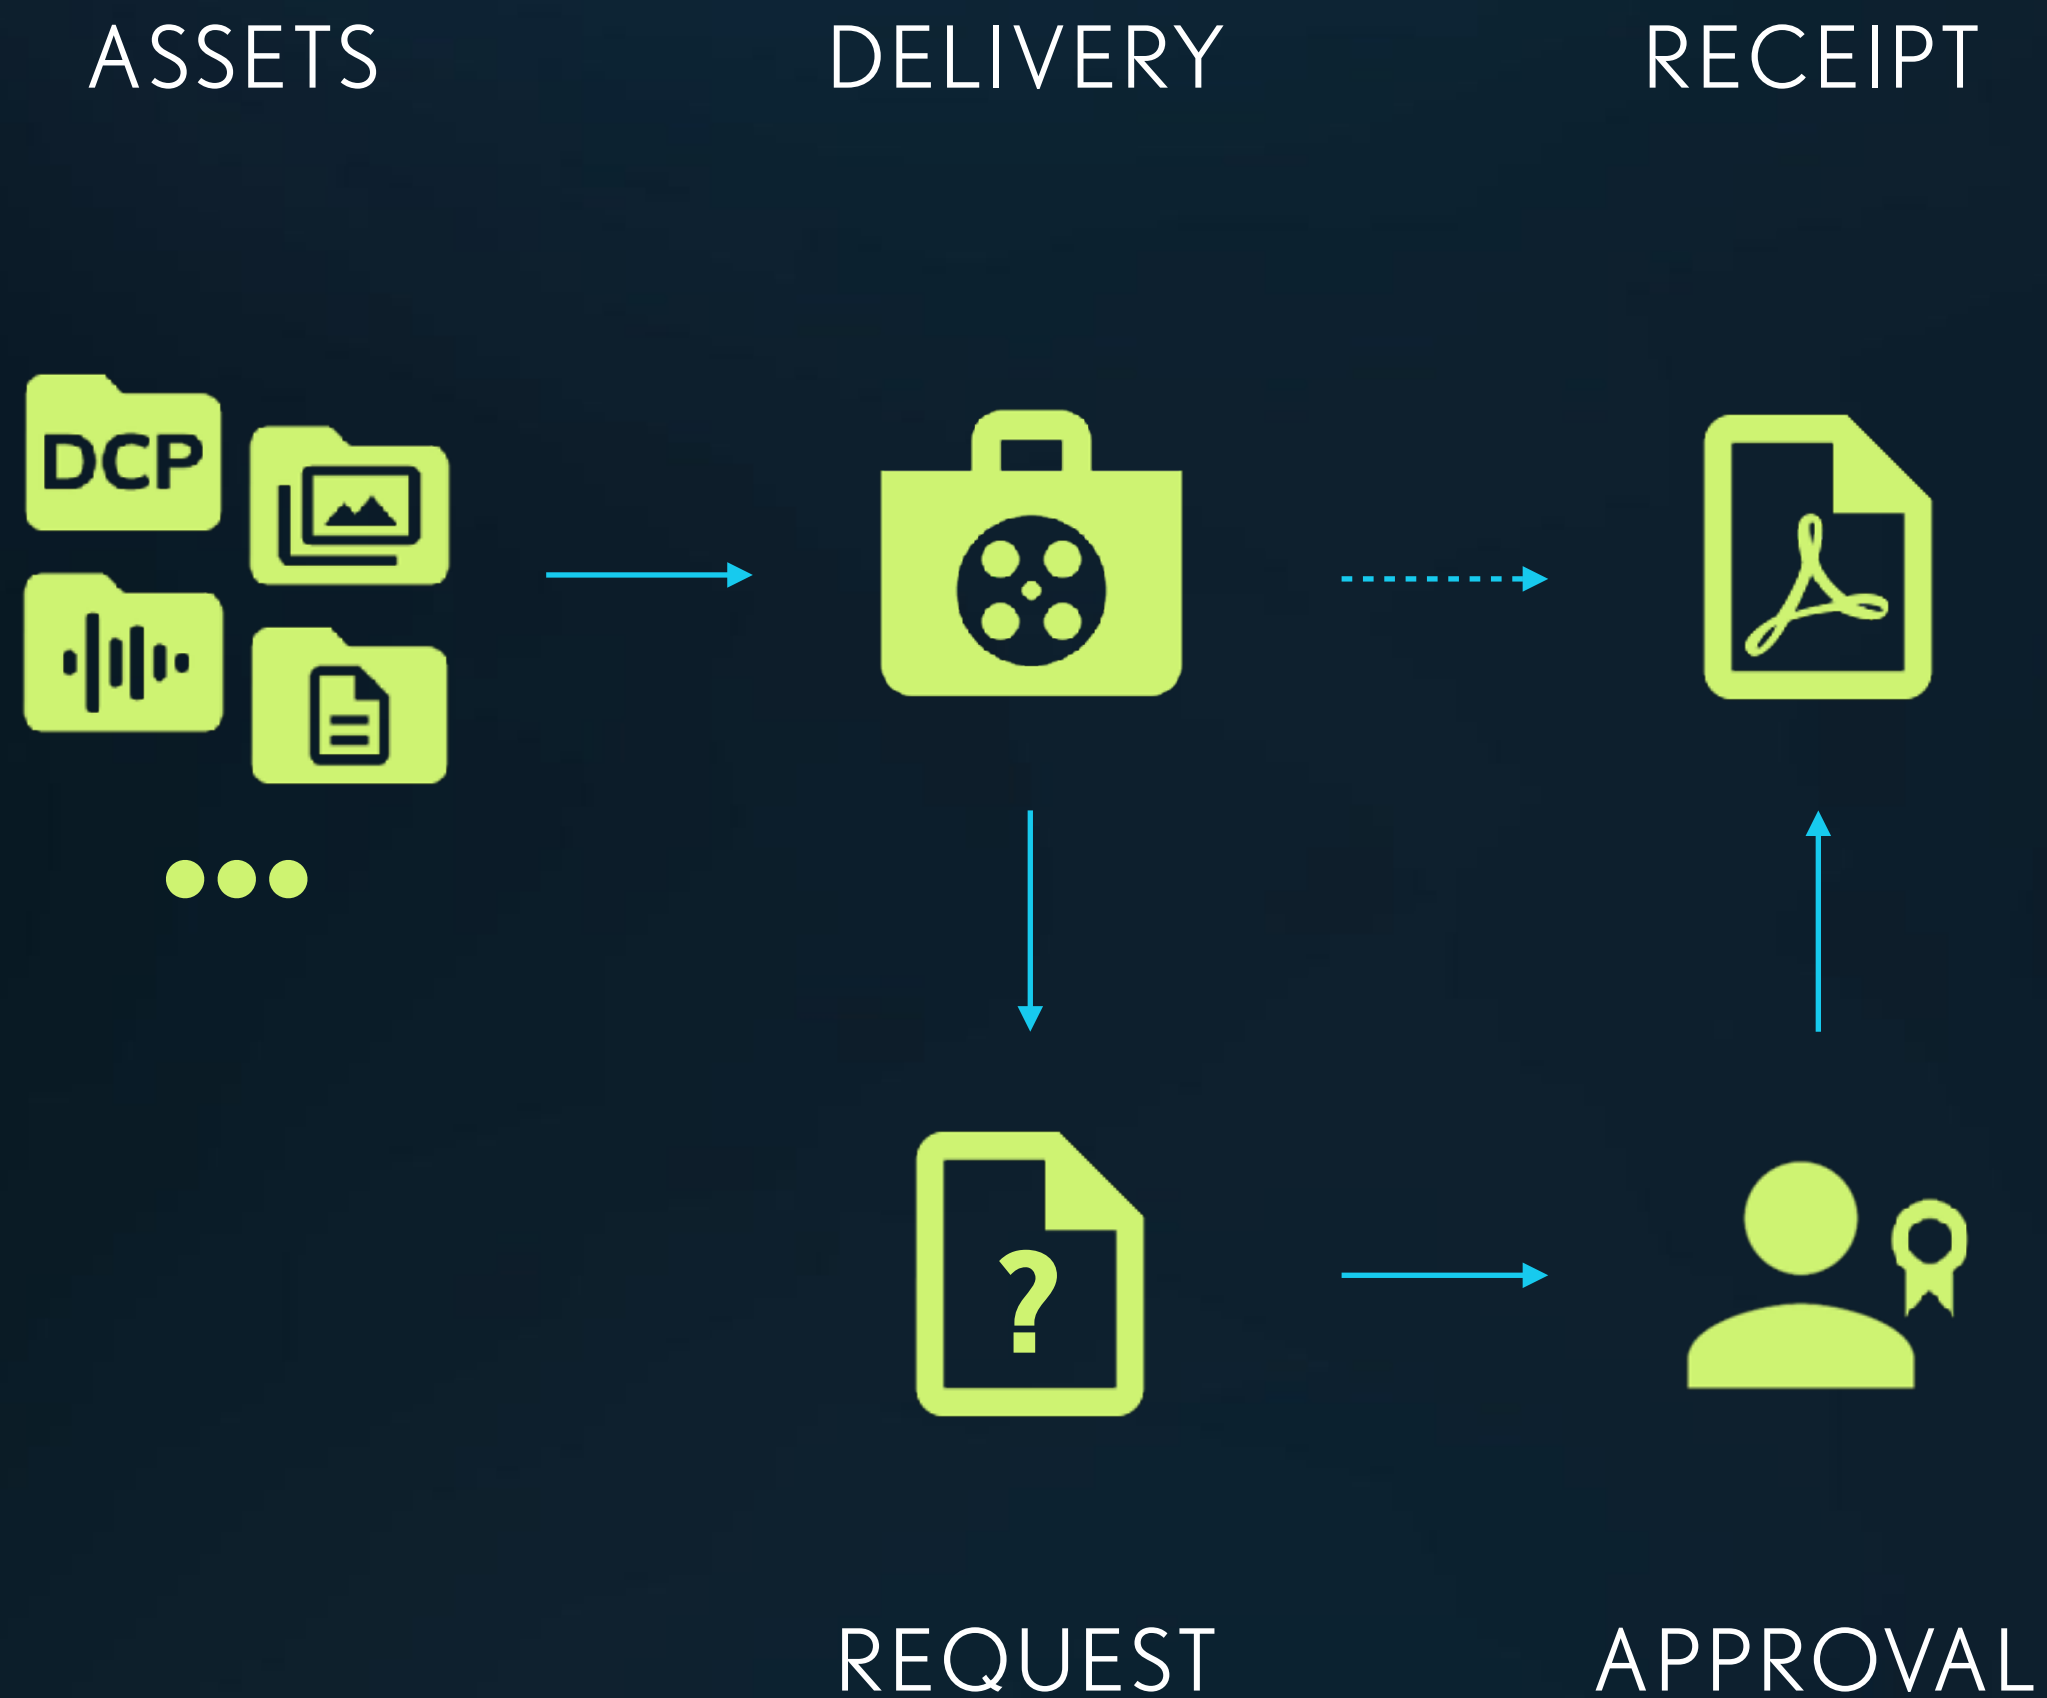 ASSETS
DELIVERY
RECEIPT
DCP
?
REQUEST
APPROVAL